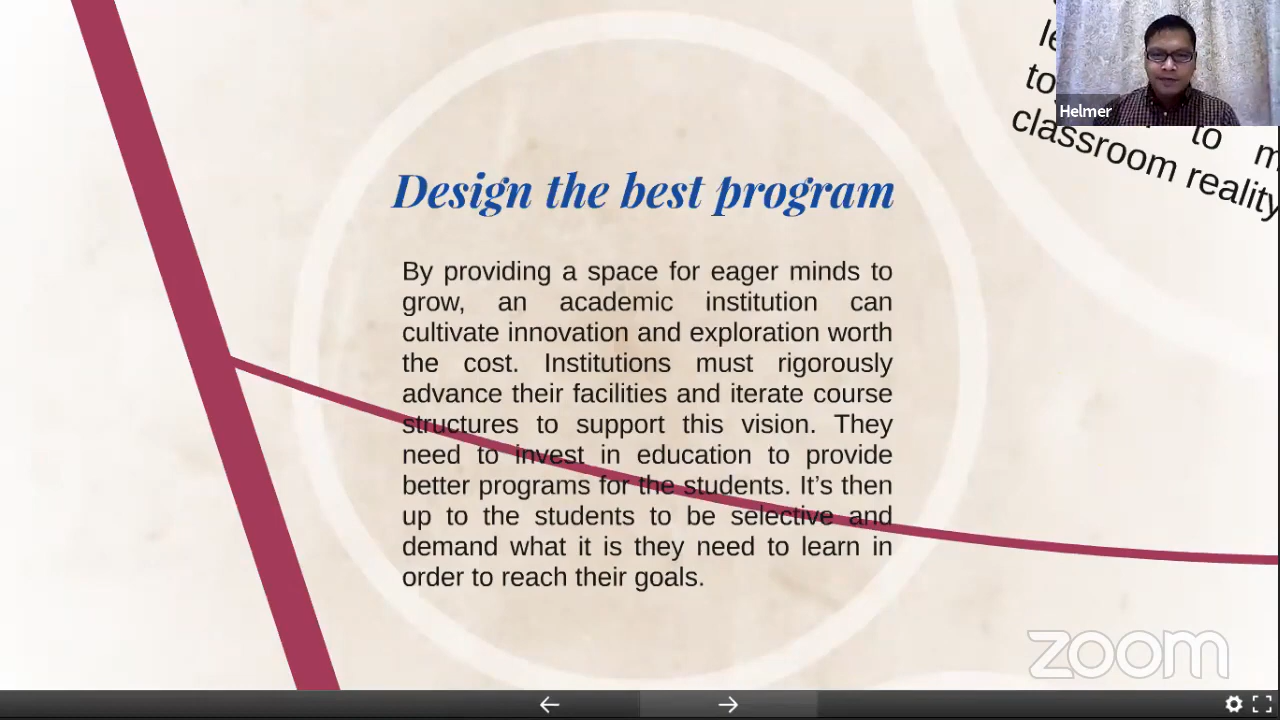 Design the best program
By providing a space for eager minds to
grow, an academic institution can
cultivate innovation and exploration worth
the cost. Institutions must rigorously
advance their facilities and iterate course
structures to support this vision. They
need to invest in education to provide
better programs for the students. It’s then
up to the students to be selective and
demand what it is they need to learn in
order to reach their goals.
to
classroom reality
Helmer
zoom